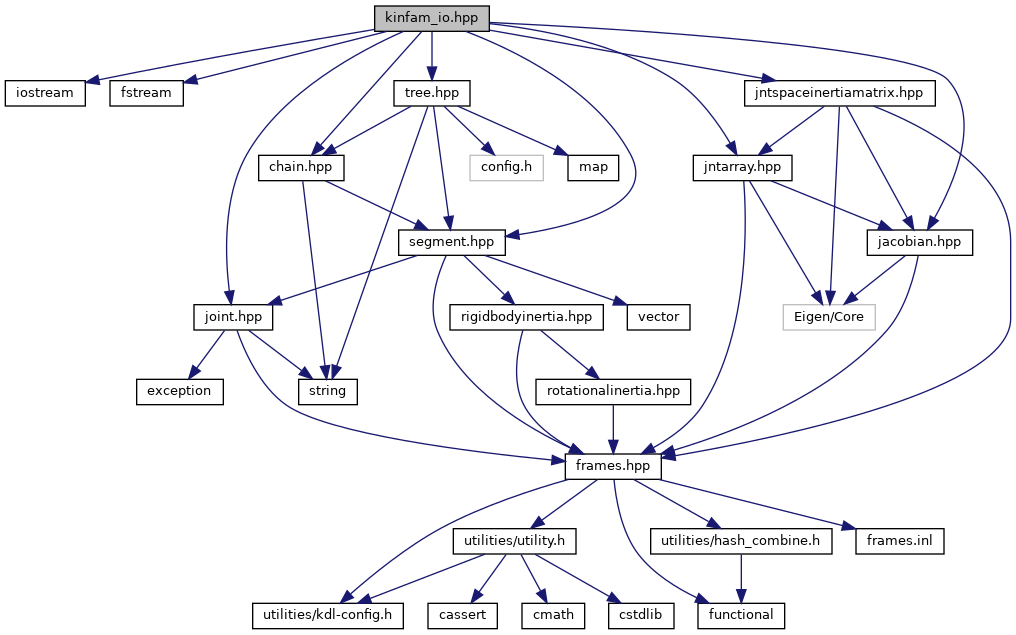 kinfam_io.hpp
iostream
fstream
tree.hpp
jntspaceinertiamatrix.hpp
chain.hpp
config.h
map
jntarray.hpp
segment.hpp
jacobian.hpp
joint.hpp
rigidbodyinertia.hpp
vector
Eigen/Core
exception
string
rotationalinertia.hpp
frames.hpp
utilities/utility.h
utilities/hash_combine.h
frames.inl
utilities/kdl-config.h
cassert
cmath
cstdlib
functional